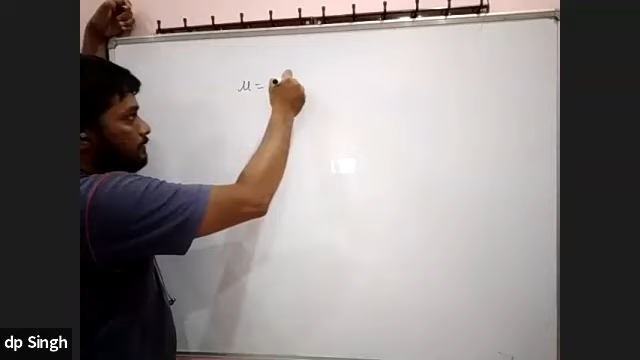 μ =
dp Singh